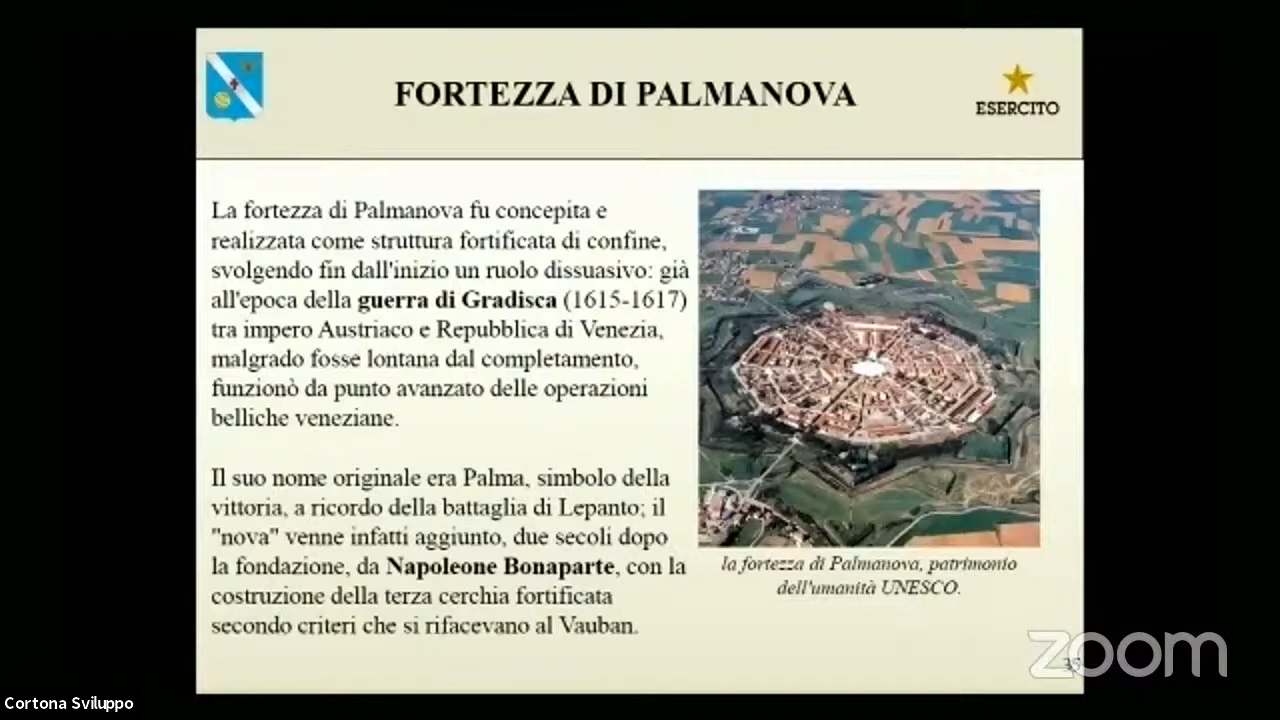 FORTEZZA DI PALMANOVA
ESERCITO
La fortezza di Palmanova fu concepita e
realizzata come struttura fortificata di confine,
svolgendo fin dall'inizio un ruolo dissuasivo: già
all'epoca della guerra di Gradisca (1615-1617)
tra impero Austriaco e Repubblica di Venezia,
malgrado fosse lontana dal completamento,
funzionò da punto avanzato delle operazioni
belliche veneziane.
Il suo nome originale era Palma, simbolo della
vittoria, a ricordo della battaglia di Lepanto; il
"nova" venne infatti aggiunto, due secoli dopo
la fondazione, da Napoleone Bonaparte, con la
costruzione della terza cerchia fortificata
secondo criteri che si rifacevano al Vauban.
la fortezza di Palmanova, patrimonio
dell'umanità UNESCO.
zoom
Cortona Sviluppo